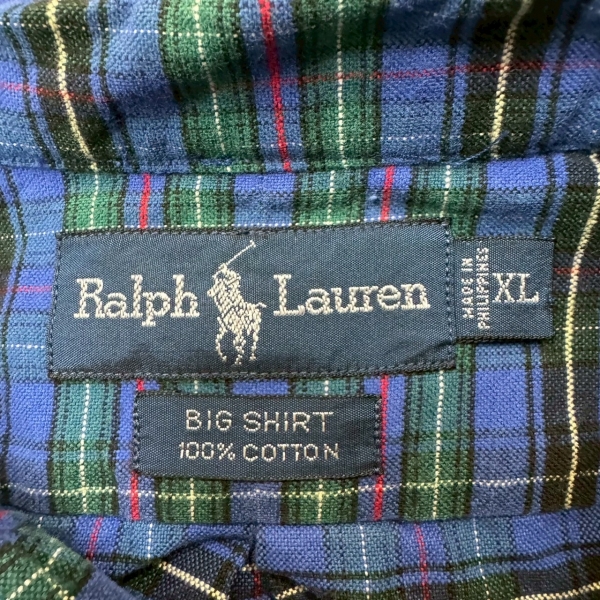 Ralph Lauren
MADE IN
PHILIPPINES
XL
BIG SHIRT
100% COTTON